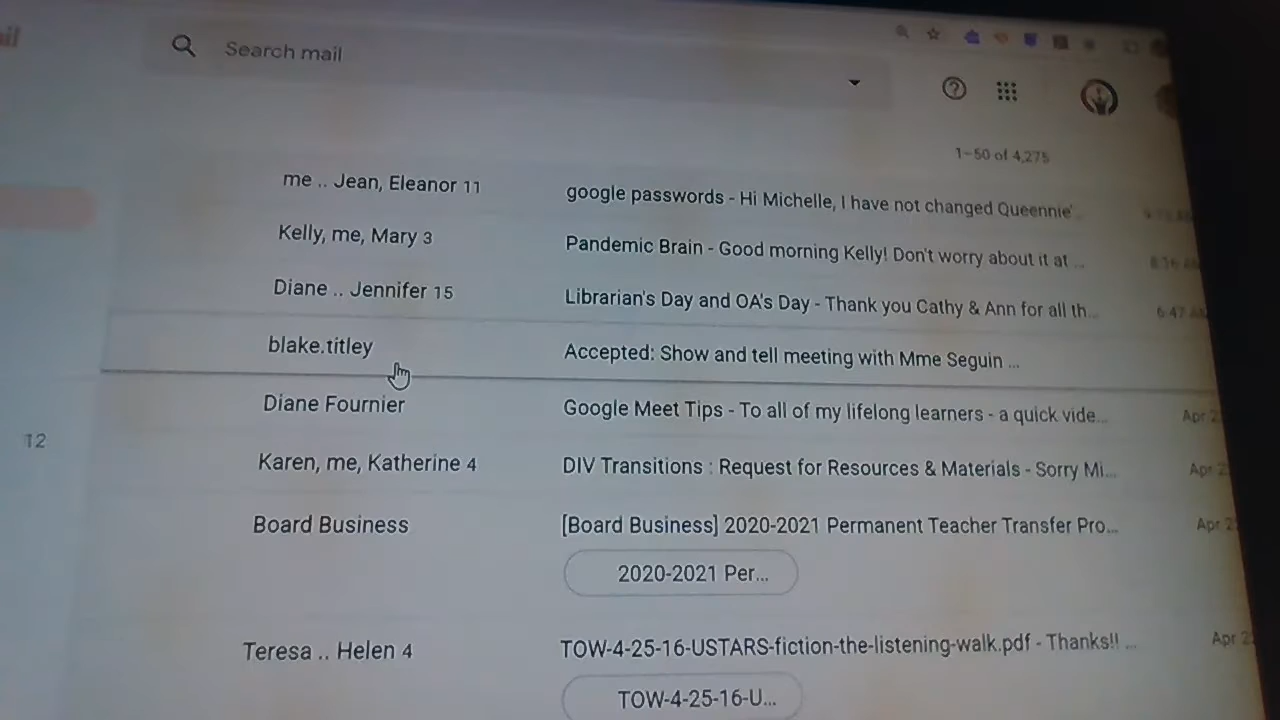 Search mail
1-50 of 4,275
me .. Jean, Eleanor 11 google passwords - Hi Michelle, I have not changed Queennie'
Kelly, me, Mary 3 Pandemic Brain - Good morning Kelly! Don't worry about it at ... 8:36 AM
Diane .. Jennifer 15 Librarian's Day and OA's Day - Thank you Cathy & Ann for all th... 6:47 AM
blake.titley Accepted: Show and tell meeting with Mme Seguin ...
Diane Fournier Google Meet Tips - To all of my lifelong learners - a quick vide... Apr
12
Karen, me, Katherine 4 DIV Transitions : Request for Resources & Materials - Sorry Mi... Apr
Board Business [Board Business] 2020-2021 Permanent Teacher Transfer Pro... Apr
2020-2021 Per...
Teresa .. Helen 4 TOW-4-25-16-USTARS-fiction-the-listening-walk.pdf - Thanks!! ... Apr
TOW-4-25-16-U...